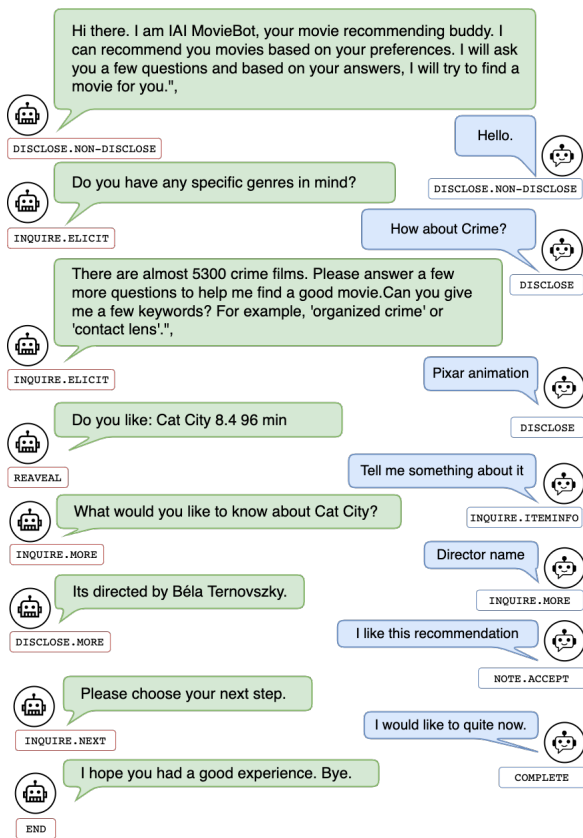 Hi there. I am IAI MovieBot, your movie recommending buddy. I
can recommend you movies based on your preferences. I will ask
you a few questions and based on your answers, I will try to find a
movie for you.",
DISCLOSE.NON-DISCLOSE
Hello.
DISCLOSE.NON-DISCLOSE
Do you have any specific genres in mind?
INQUIRE.ELICIT
How about Crime?
DISCLOSE
There are almost 5300 crime films. Please answer a few
more questions to help me find a good movie.Can you give
me a few keywords? For example, 'organized crime' or
'contact lens'.",
INQUIRE.ELICIT
Pixar animation
DISCLOSE
Do you like: Cat City 8.4 96 min
REAVEAL
Tell me something about it
INQUIRE.ITEMINFO
What would you like to know about Cat City?
INQUIRE.MORE
Director name
INQUIRE.MORE
Its directed by Béla Ternovszky.
DISCLOSE.MORE
I like this recommendation
NOTE.ACCEPT
Please choose your next step.
INQUIRE.NEXT
I would like to quite now.
COMPLETE
I hope you had a good experience. Bye.
END